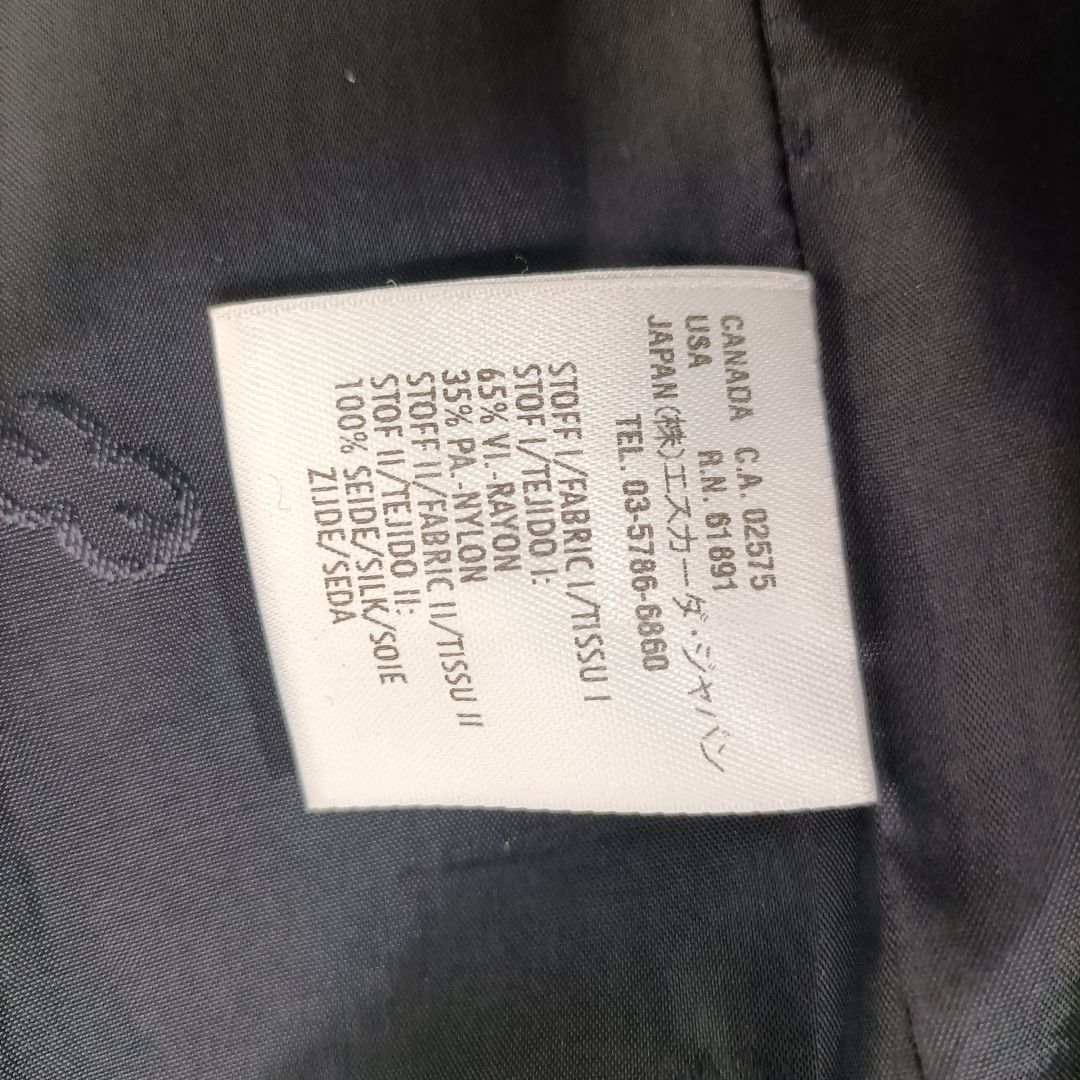 CANADA C.A. 02575
USA R.N. 61891
JAPAN (株)エスカーダ・ジャパン
TEL. 03-5786-6860
STOFF I/FABRIC I/TISSU I
STOF I/TEJIDO I:
65% VI.-RAYON
35% PA.-NYLON
STOFF II/FABRIC II/TISSU II
STOF II/TEJIDO II:
100% SEIDE/SILK/SOIE
ZIJDE/SEDA